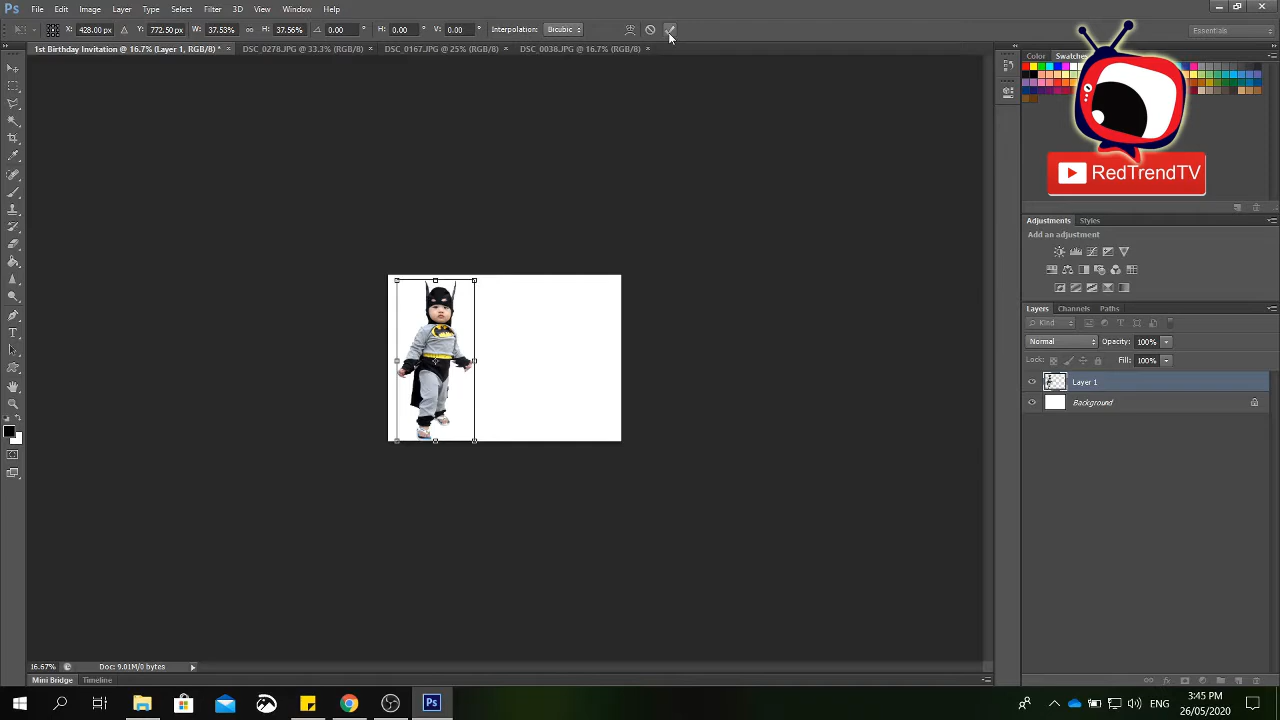 Ps File Edit Image Layer Type Select Filter 3D View Window Help
X: 428.00 px Y: 772.50 px W: 37.53% H: 37.56% 0.00 ° H: 0.00 ° V: 0.00 ° Interpolation: Bicubic Essentials
1st Birthday Invitation @ 16.7% (Layer 1, RGB/8) * × DSC_0278.JPG @ 33.3% (RGB/8) × DSC_0167.JPG @ 25% (RGB/8) × DSC_0038.JPG @ 16.7% (RGB/8) ×
Color Swatches
RedTrendTV
Adjustments Styles
Add an adjustment
Layers Channels Paths
Kind
Normal Opacity: 100%
Lock: Fill: 100%
Layer 1
Background
16.67% Doc: 9.01M/0 bytes
Mini Bridge Timeline
Ps ENG 3:45 PM
26/05/2020